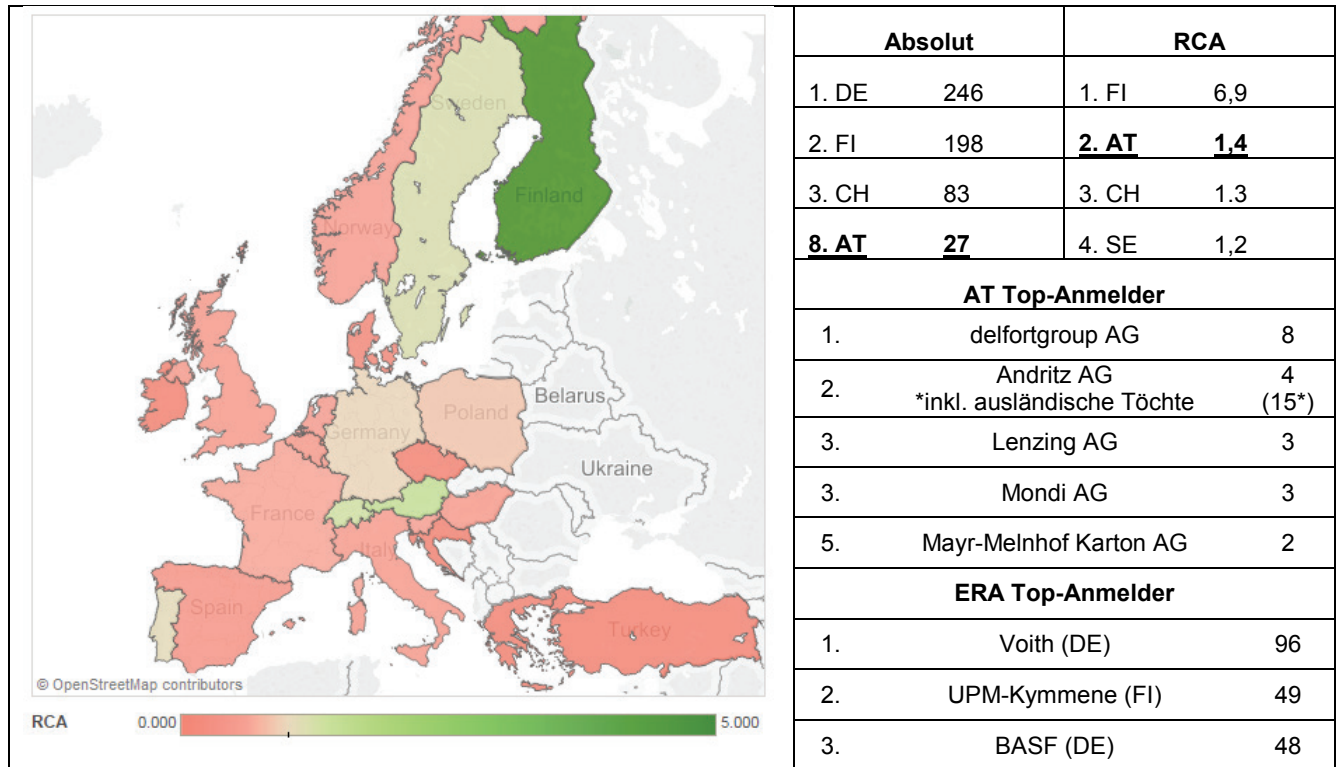 Sweden
Finland
Norway
Belarus
Poland
Germany
Ukraine
France
Italy
Spain
Turkey
© OpenStreetMap contributors
RCA 0.000 5.000
Absolut RCA
1. DE 246 1. FI 6,9
2. FI 198 2. AT 1,4
3. CH 83 3. CH 1.3
8. AT 27 4. SE 1,2
AT Top-Anmelder
1. delfortgroup AG 8
2. Andritz AG 4
*inkl. ausländische Töchte (15*)
3. Lenzing AG 3
3. Mondi AG 3
5. Mayr-Melnhof Karton AG 2
ERA Top-Anmelder
1. Voith (DE) 96
2. UPM-Kymmene (FI) 49
3. BASF (DE) 48